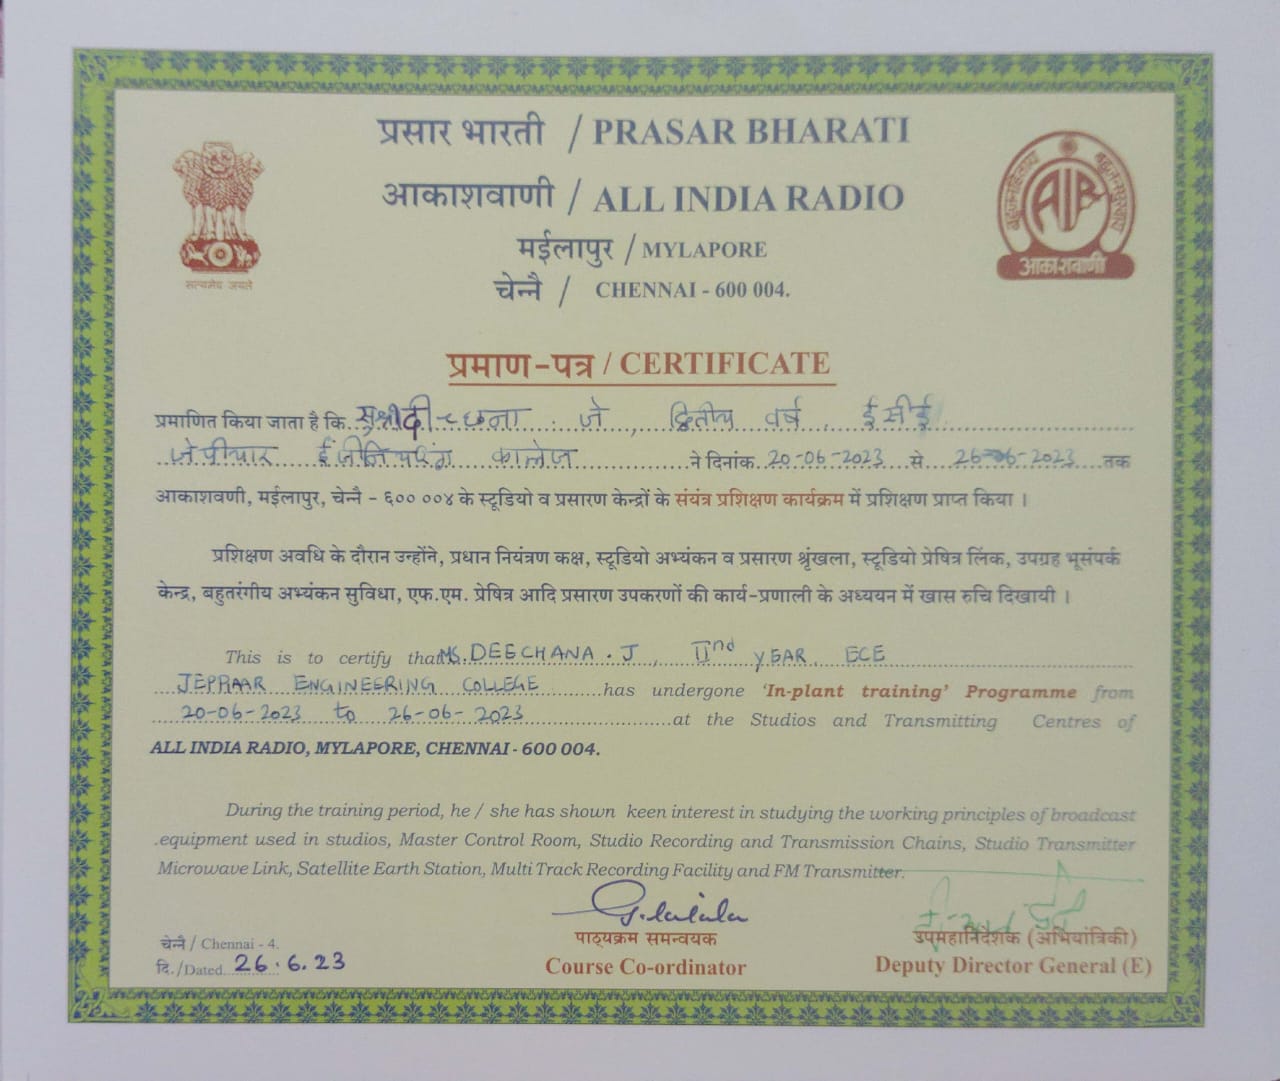 प्रसार भारती / PRASAR BHARATI
आकाशवाणी / ALL INDIA RADIO
मईलापुर / MYLAPORE
चेन्नै / CHENNAI - 600 004.
सत्यमेव जयते
बहुजनहिताय बहुजनसुखाय
AIR
आकाशवाणी
प्रमाण-पत्र / CERTIFICATE
प्रमाणित किया जाता है कि सुश्री दीच्छना . जे , द्वितीय वर्ष ईसीई
जेपीयार इंजीनियरिंग कालेज ने दिनांक 20-06-2023 से 26-06-2023 तक
आकाशवाणी, मईलापुर, चेन्नै - ६०० ००४ के स्टूडियो व प्रसारण केन्द्रों के संयंत्र प्रशिक्षण कार्यक्रम में प्रशिक्षण प्राप्त किया ।
प्रशिक्षण अवधि के दौरान उन्होंने, प्रधान नियंत्रण कक्ष, स्टूडियो अभ्यंकन व प्रसारण श्रृंखला, स्टूडियो प्रेषित्र लिंक, उपग्रह भूसंपर्क
केन्द्र, बहुतरंगीय अभ्यंकन सुविधा, एफ.एम. प्रेषित्र आदि प्रसारण उपकरणों की कार्य-प्रणाली के अध्ययन में खास रुचि दिखायी ।
This is to certify that MS. DEECHANA . J , IInd YEAR ECE
JEPPIAAR ENGINEERING COLLEGE has undergone 'In-plant training' Programme from
20-06-2023 to 26-06-2023 at the Studios and Transmitting Centres of
ALL INDIA RADIO, MYLAPORE, CHENNAI - 600 004.
During the training period, he / she has shown keen interest in studying the working principles of broadcast
equipment used in studios, Master Control Room, Studio Recording and Transmission Chains, Studio Transmitter
Microwave Link, Satellite Earth Station, Multi Track Recording Facility and FM Transmitter.
चेन्नै / Chennai - 4.
दि./Dated 26.6.23
पाठ्यक्रम समन्वयक
Course Co-ordinator
उपमहानिदेशक (अभियांत्रिकी)
Deputy Director General (E)